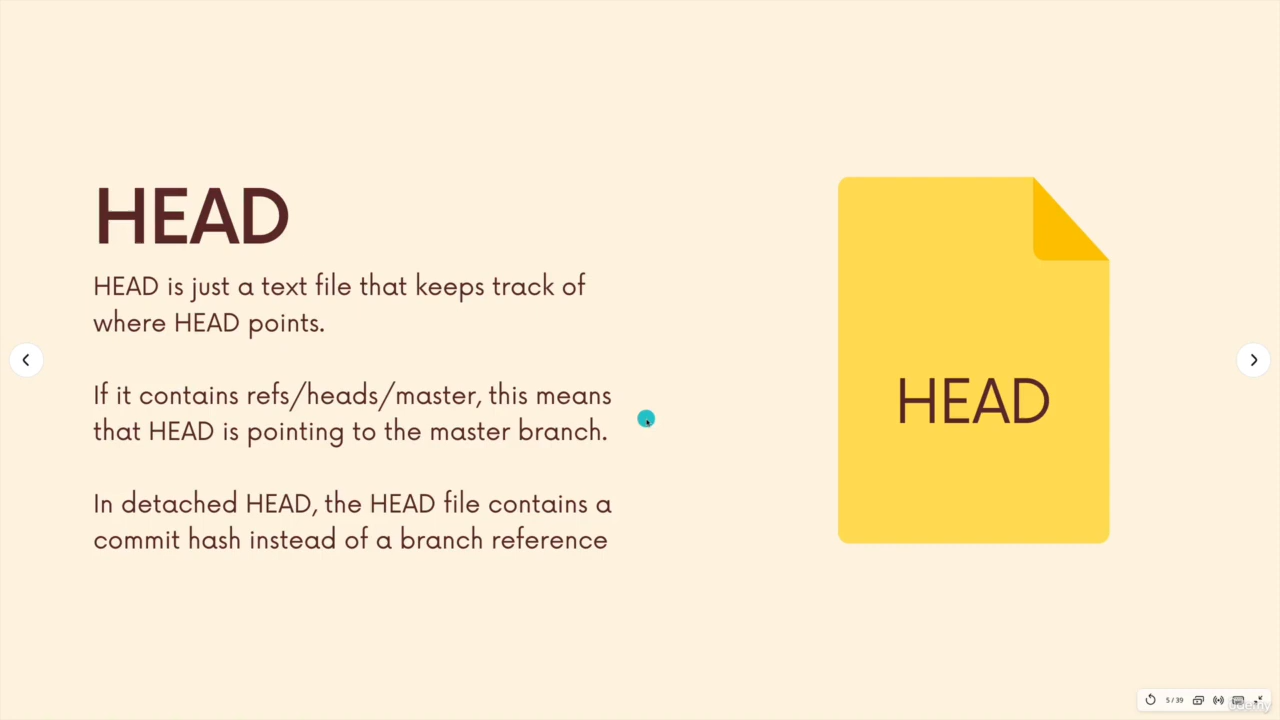 HEAD
HEAD is just a text file that keeps track of
where HEAD points.
If it contains refs/heads/master, this means
that HEAD is pointing to the master branch.
In detached HEAD, the HEAD file contains a
commit hash instead of a branch reference
HEAD
5 / 39
udemy